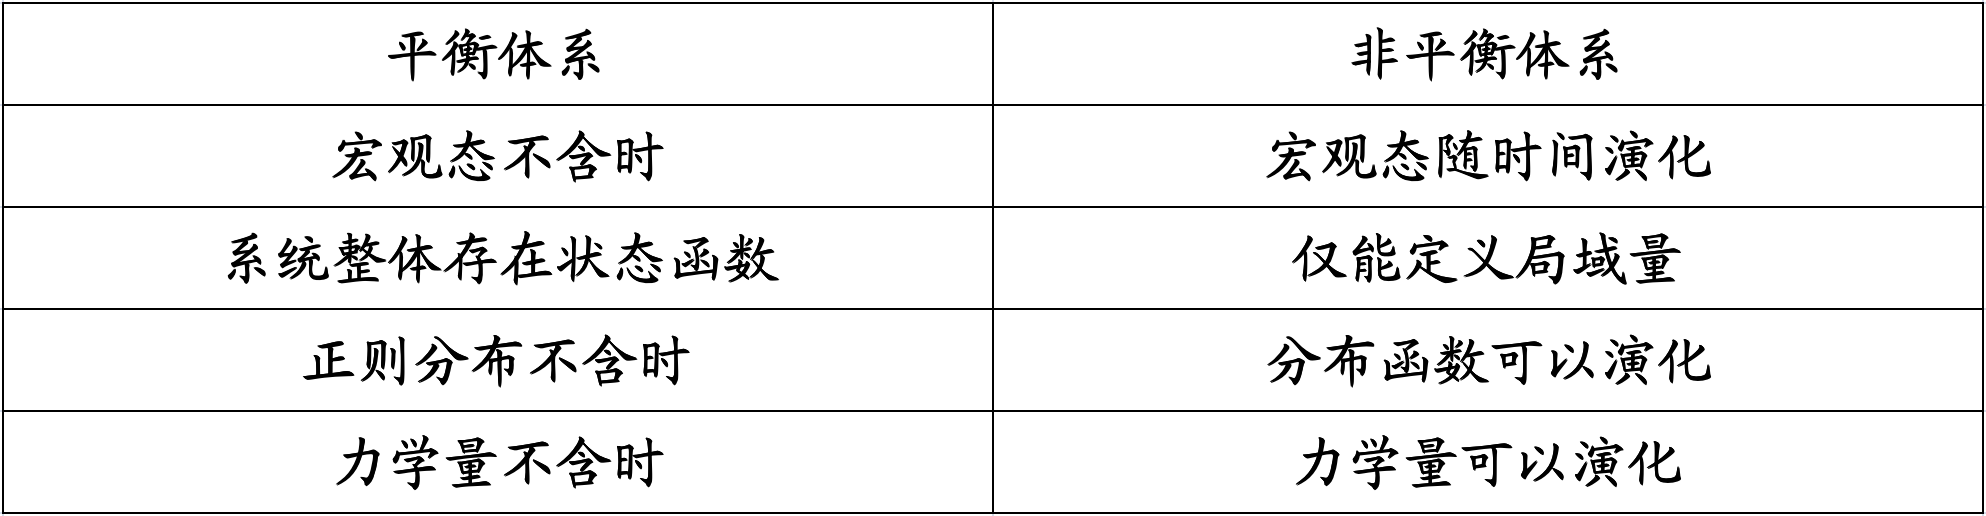 平衡体系
非平衡体系
宏观态不含时
宏观态随时间演化
系统整体存在状态函数
仅能定义局域量
正则分布不含时
分布函数可以演化
力学量不含时
力学量可以演化